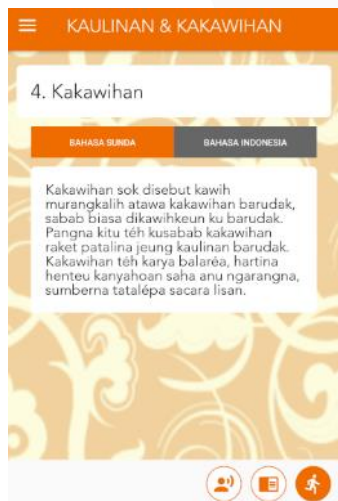 KAULINAN & KAKAWIHAN
4. Kakawihan
BAHASA SUNDA
BAHASA INDONESIA
Kakawihan sok disebut kawih
murangkalih atawa kakawihan barudak,
sabab biasa dikawihkeun ku barudak.
Pangna kitu téh kusabab kakawihan
raket patalina jeung kaulinan barudak.
Kakawihan téh karya balaréa, hartina
henteu kanyahoan saha anu ngarangna,
sumberna tatalépa sacara lisan.